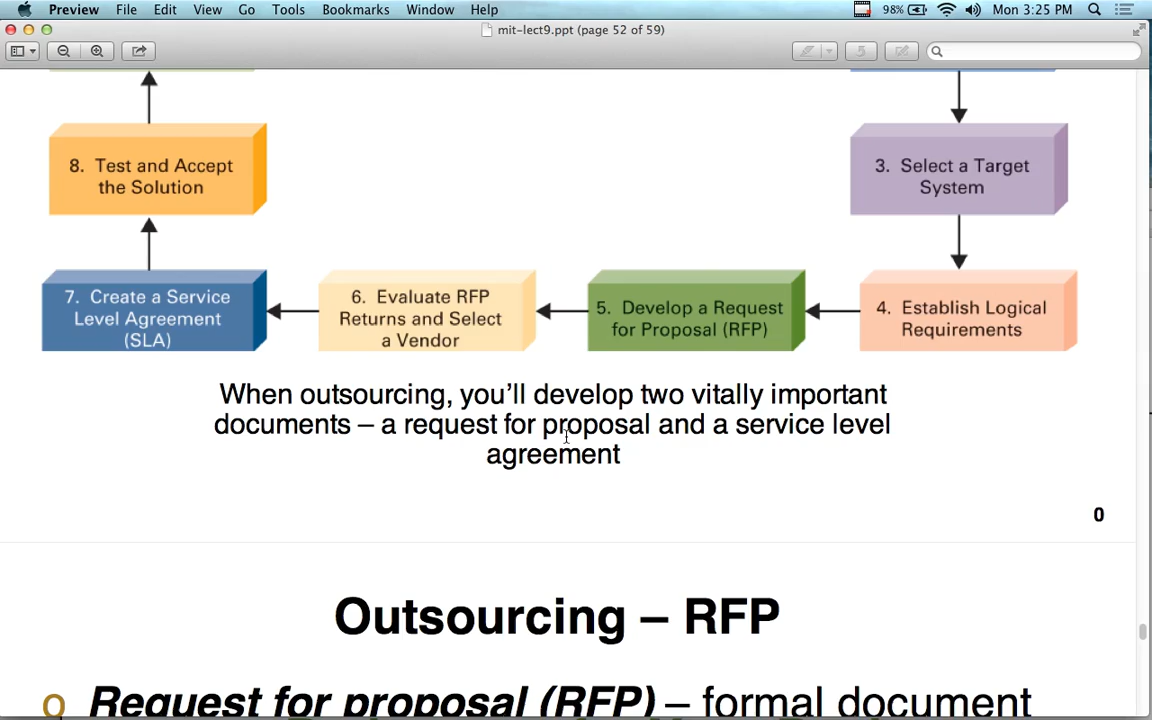 Preview File Edit View Go Tools Bookmarks Window Help 98% Mon 3:25 PM
mit-lect9.ppt (page 52 of 59)
8. Test and Accept
the Solution
3. Select a Target
System
7. Create a Service
Level Agreement
(SLA)
6. Evaluate RFP
Returns and Select
a Vendor
5. Develop a Request
for Proposal (RFP)
4. Establish Logical
Requirements
When outsourcing, you'll develop two vitally important
documents – a request for proposal and a service level
agreement
0
Outsourcing – RFP
o Request for proposal (RFP) – formal document